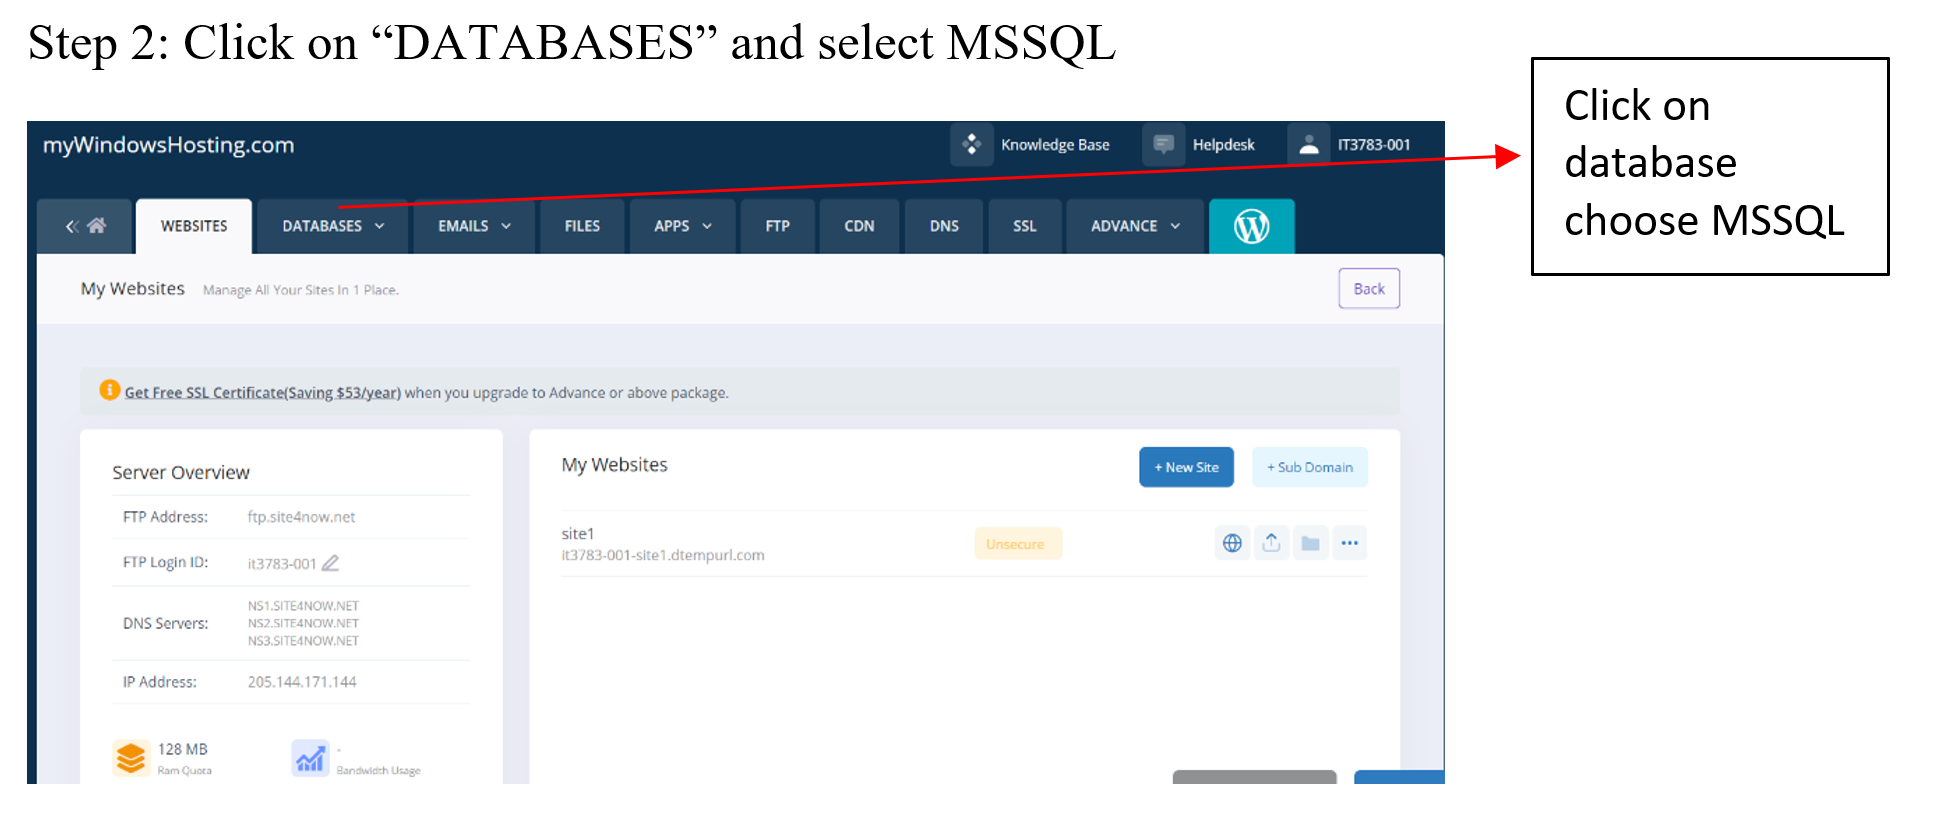 Step 2: Click on “DATABASES” and select MSSQL
Click on
database
choose MSSQL
myWindowsHosting.com
Knowledge Base
Helpdesk
IT3783-001
WEBSITES
DATABASES
EMAILS
FILES
APPS
FTP
CDN
DNS
SSL
ADVANCE
My Websites Manage All Your Sites In 1 Place.
Back
Get Free SSL Certificate(Saving $53/year) when you upgrade to Advance or above package.
Server Overview
FTP Address: ftp.site4now.net
FTP Login ID: it3783-001
DNS Servers:
NS1.SITE4NOW.NET
NS2.SITE4NOW.NET
NS3.SITE4NOW.NET
IP Address: 205.144.171.144
128 MB
Ram Quota
-
Bandwidth Usage
My Websites
+ New Site
+ Sub Domain
site1
it3783-001-site1.dtempurl.com
Unsecure